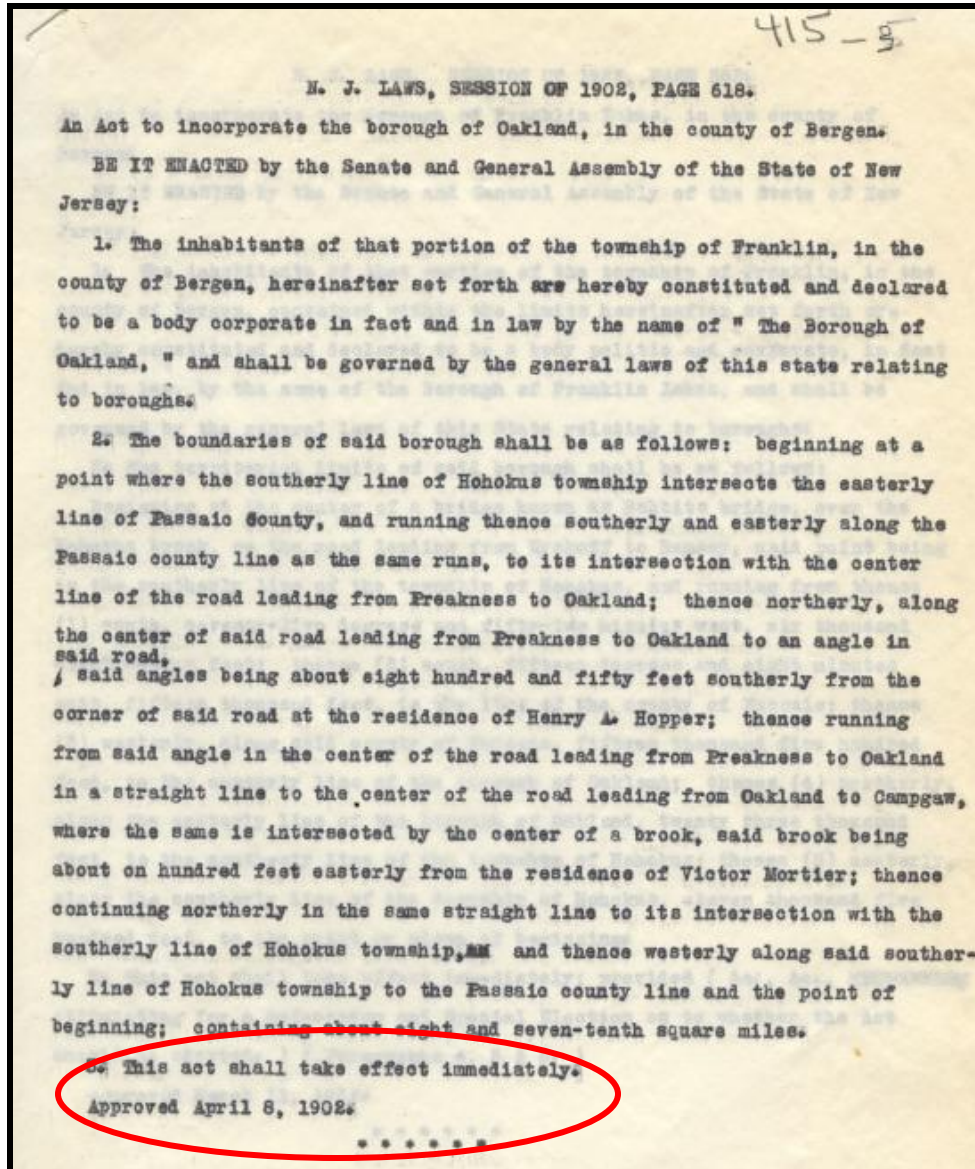 415 - 5
N. J. LAWS, SESSION OF 1902, PAGE 618.
An Act to incorporate the borough of Oakland, in the county of Bergen.
BE IT ENACTED by the Senate and General Assembly of the State of New
Jersey:
1. The inhabitants of that portion of the township of Franklin, in the
county of Bergen, hereinafter set forth are hereby constituted and declared
to be a body corporate in fact and in law by the name of " The Borough of
Oakland, " and shall be governed by the general laws of this state relating
to boroughs.
2. The boundaries of said borough shall be as follows: beginning at a
point where the southerly line of Hohokus township intersects the easterly
line of Passaic County, and running thence southerly and easterly along the
Passaic county line as the same runs, to its intersection with the center
line of the road leading from Preakness to Oakland; thence northerly, along
the center of said road leading from Preakness to Oakland to an angle in
said road,
, said angles being about eight hundred and fifty feet southerly from the
corner of said road at the residence of Henry A. Hopper; thence running
from said angle in the center of the road leading from Preakness to Oakland
in a straight line to the center of the road leading from Oakland to Campgaw,
where the same is intersected by the center of a brook, said brook being
about on hundred feet easterly from the residence of Victor Mortier; thence
continuing northerly in the same straight line to its intersection with the
southerly line of Hohokus township, and thence westerly along said souther-
ly line of Hohokus township to the Passaic county line and the point of
beginning; containing about eight and seven-tenth square miles.
3. This act shall take effect immediately.
Approved April 8, 1902.
* * * * * *